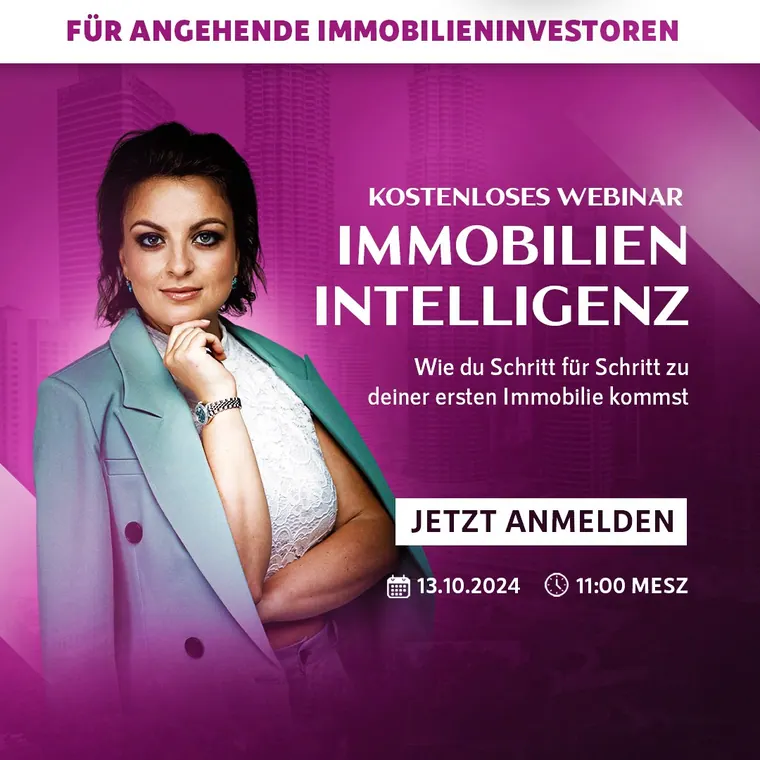 FÜR ANGEHENDE IMMOBILIENINVESTOREN
KOSTENLOSES WEBINAR
IMMOBILIEN
INTELLIGENZ
Wie du Schritt für Schritt zu
deiner ersten Immobilie kommst
JETZT ANMELDEN
13.10.2024 11:00 MESZ